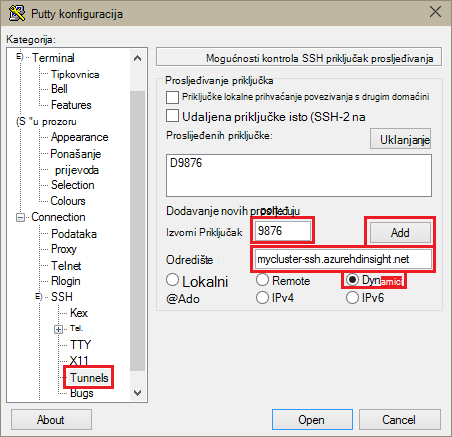 Putty konfiguracija
Kategorija:
Terminal
Tipkovnica
Bell
Features
(S "u prozoru
Appearance
Ponašanje
prijevoda
Selection
Colours
Connection
Podataka
Proxy
Telnet
Rlogin
SSH
Kex
Tel.
TTY
X11
Tunnels
Bugs
Mogućnosti kontrola SSH priključak prosljeđivanja
Prosljeđivanje priključka
Priključke lokalne prihvaćanje povezivanja s drugim domaćini
Udaljena priključke isto (SSH-2 na
Proslijeđenih priključke:
Uklanjanje
D9876
Dodavanje novih prosljeđuju
Izvorni Priključak
9876
Add
Odredište
mycluster-ssh.azurehdinsight.net
Lokalni
Remote
Dynamici
@Ado
IPv4
IPv6
About
Open
Cancel